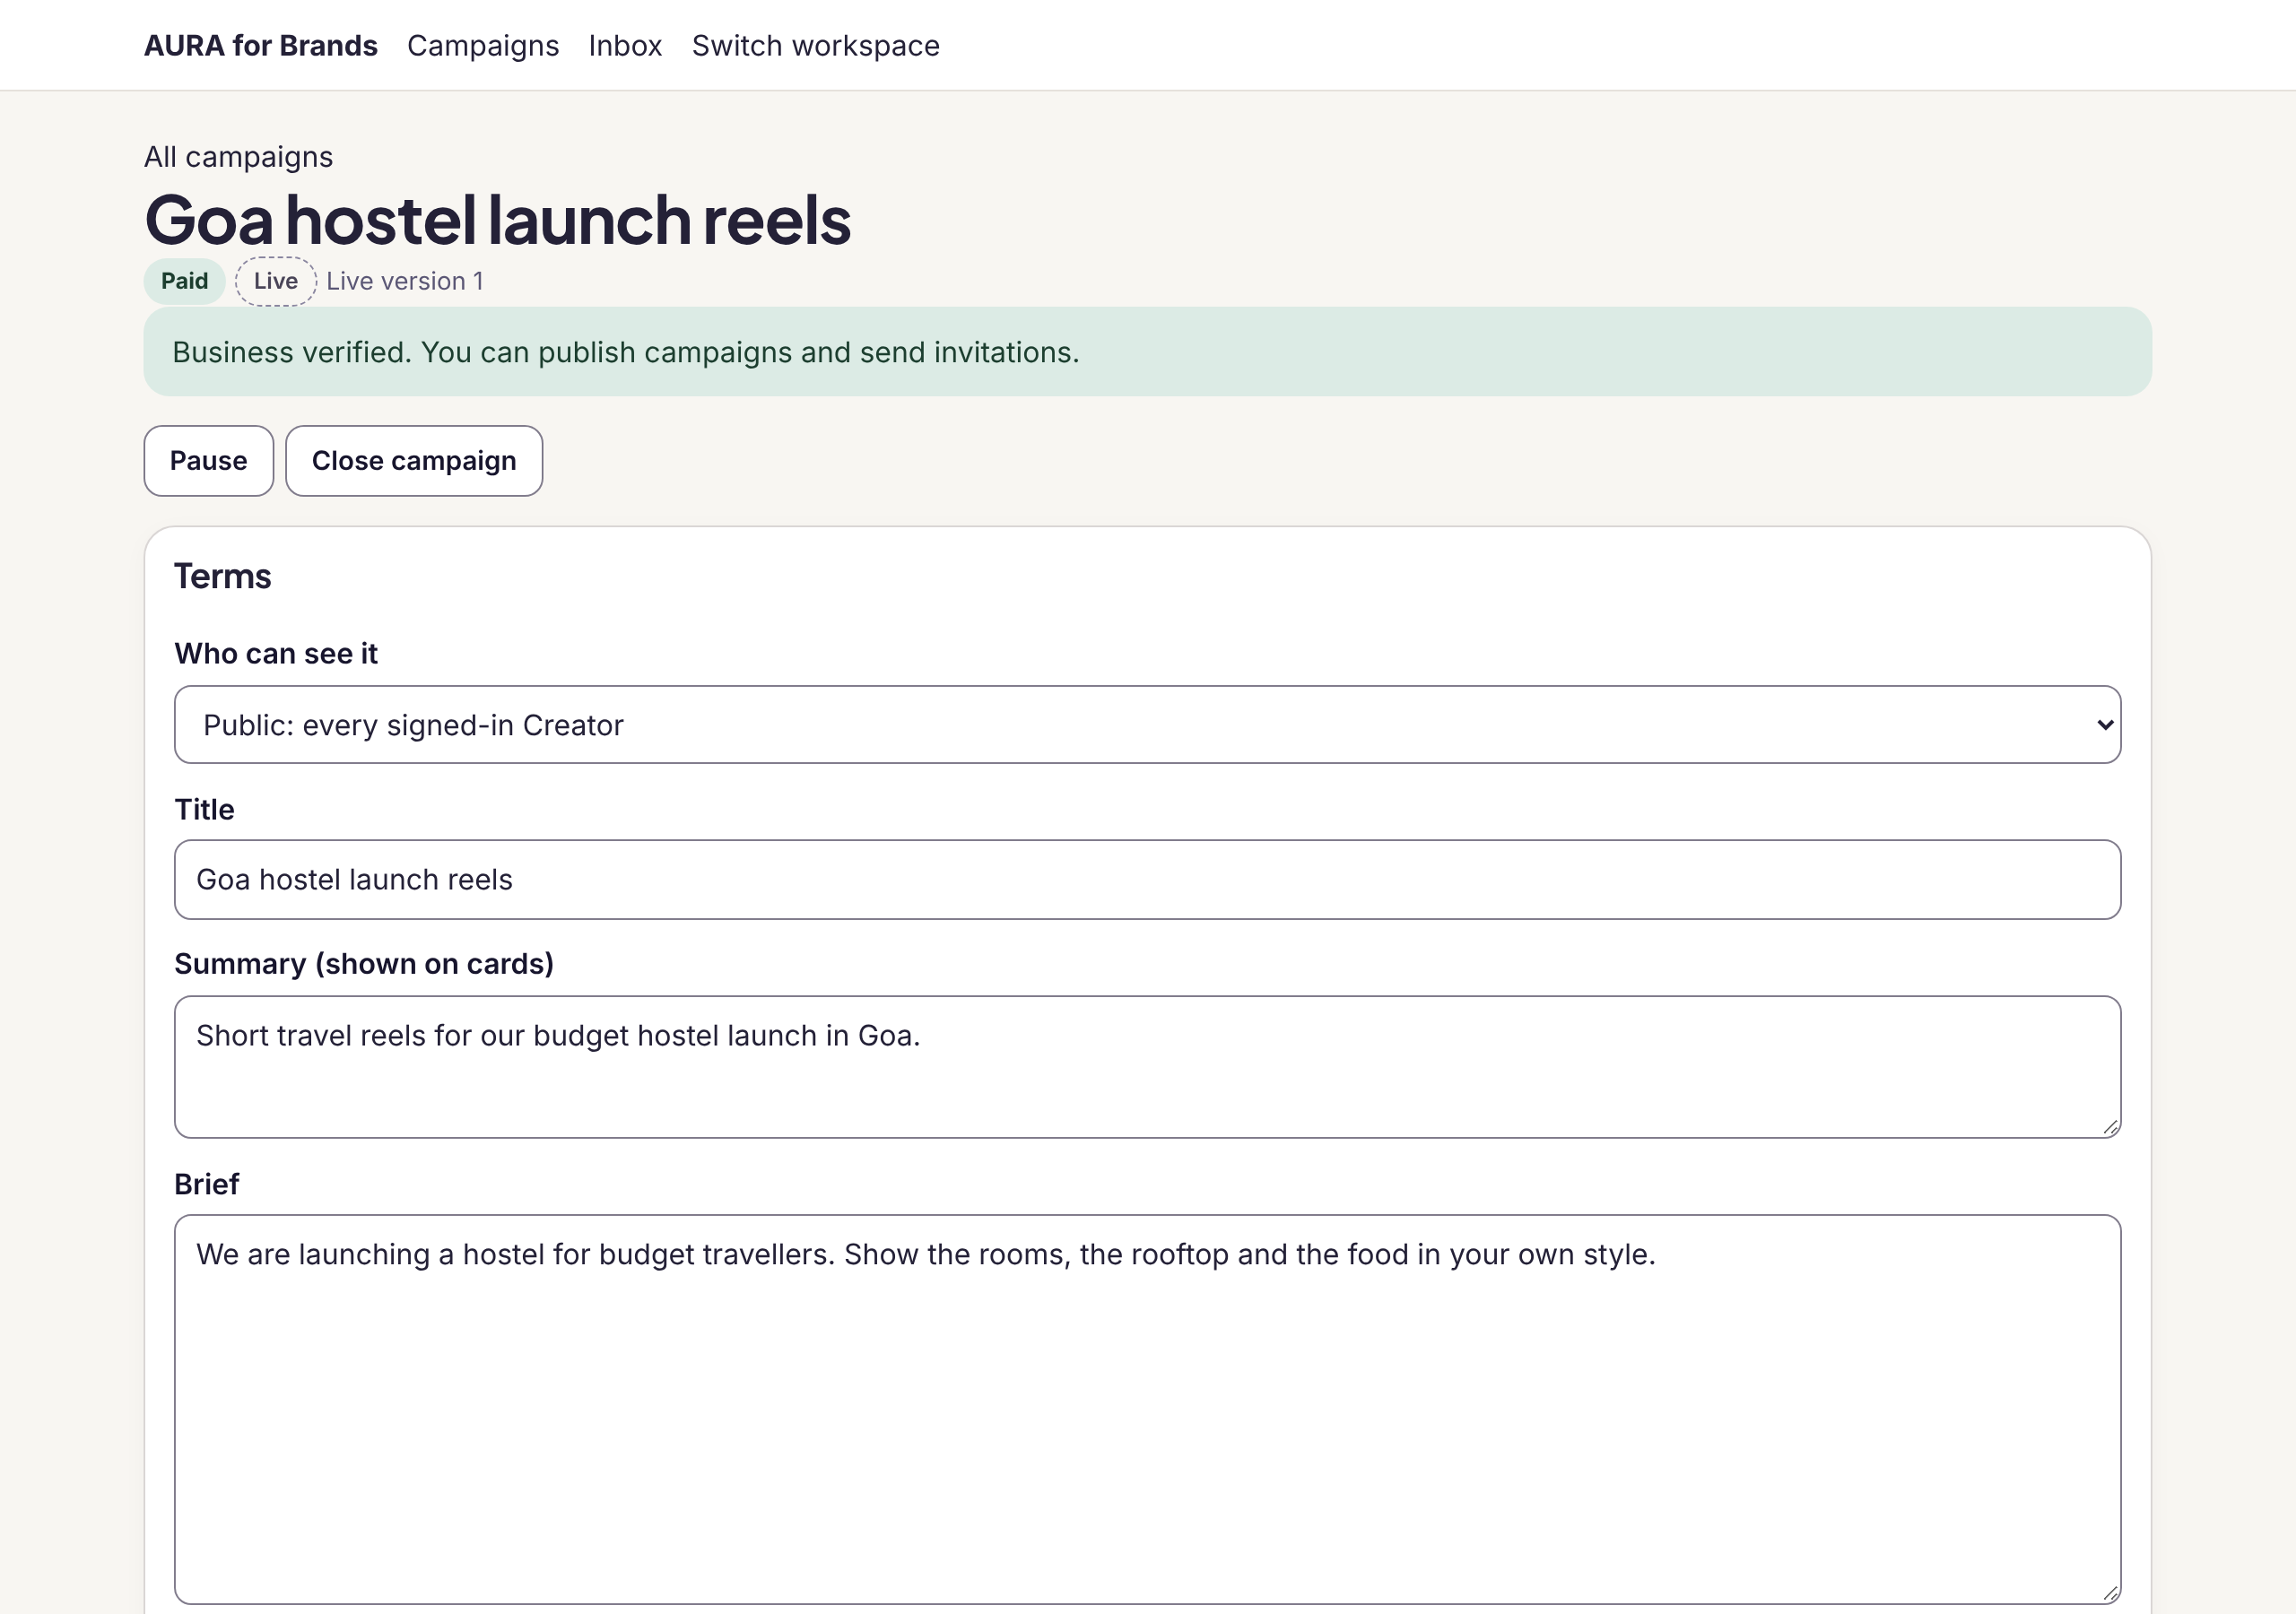 AURA for Brands Campaigns Inbox Switch workspace
All campaigns
Goa hostel launch reels
Paid Live Live version 1
Business verified. You can publish campaigns and send invitations.
Pause Close campaign
Terms
Who can see it
Public: every signed-in Creator
Title
Goa hostel launch reels
Summary (shown on cards)
Short travel reels for our budget hostel launch in Goa.
Brief
We are launching a hostel for budget travellers. Show the rooms, the rooftop and the food in your own style.